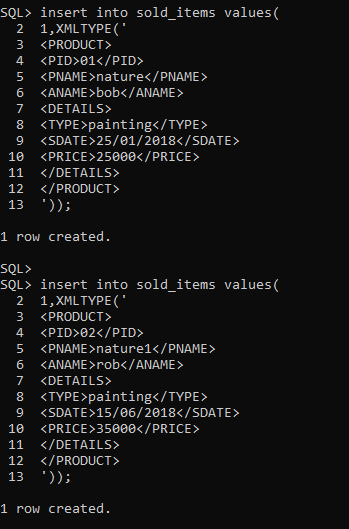 SQL> insert into sold_items values(
  2  1,XMLTYPE('
  3  <PRODUCT>
  4  <PID>01</PID>
  5  <PNAME>nature</PNAME>
  6  <ANAME>bob</ANAME>
  7  <DETAILS>
  8  <TYPE>painting</TYPE>
  9  <SDATE>25/01/2018</SDATE>
 10  <PRICE>25000</PRICE>
 11  </DETAILS>
 12  </PRODUCT>
 13  '));
1 row created.
SQL>
SQL> insert into sold_items values(
  2  1,XMLTYPE('
  3  <PRODUCT>
  4  <PID>02</PID>
  5  <PNAME>nature1</PNAME>
  6  <ANAME>rob</ANAME>
  7  <DETAILS>
  8  <TYPE>painting</TYPE>
  9  <SDATE>15/06/2018</SDATE>
 10  <PRICE>35000</PRICE>
 11  </DETAILS>
 12  </PRODUCT>
 13  '));
1 row created.